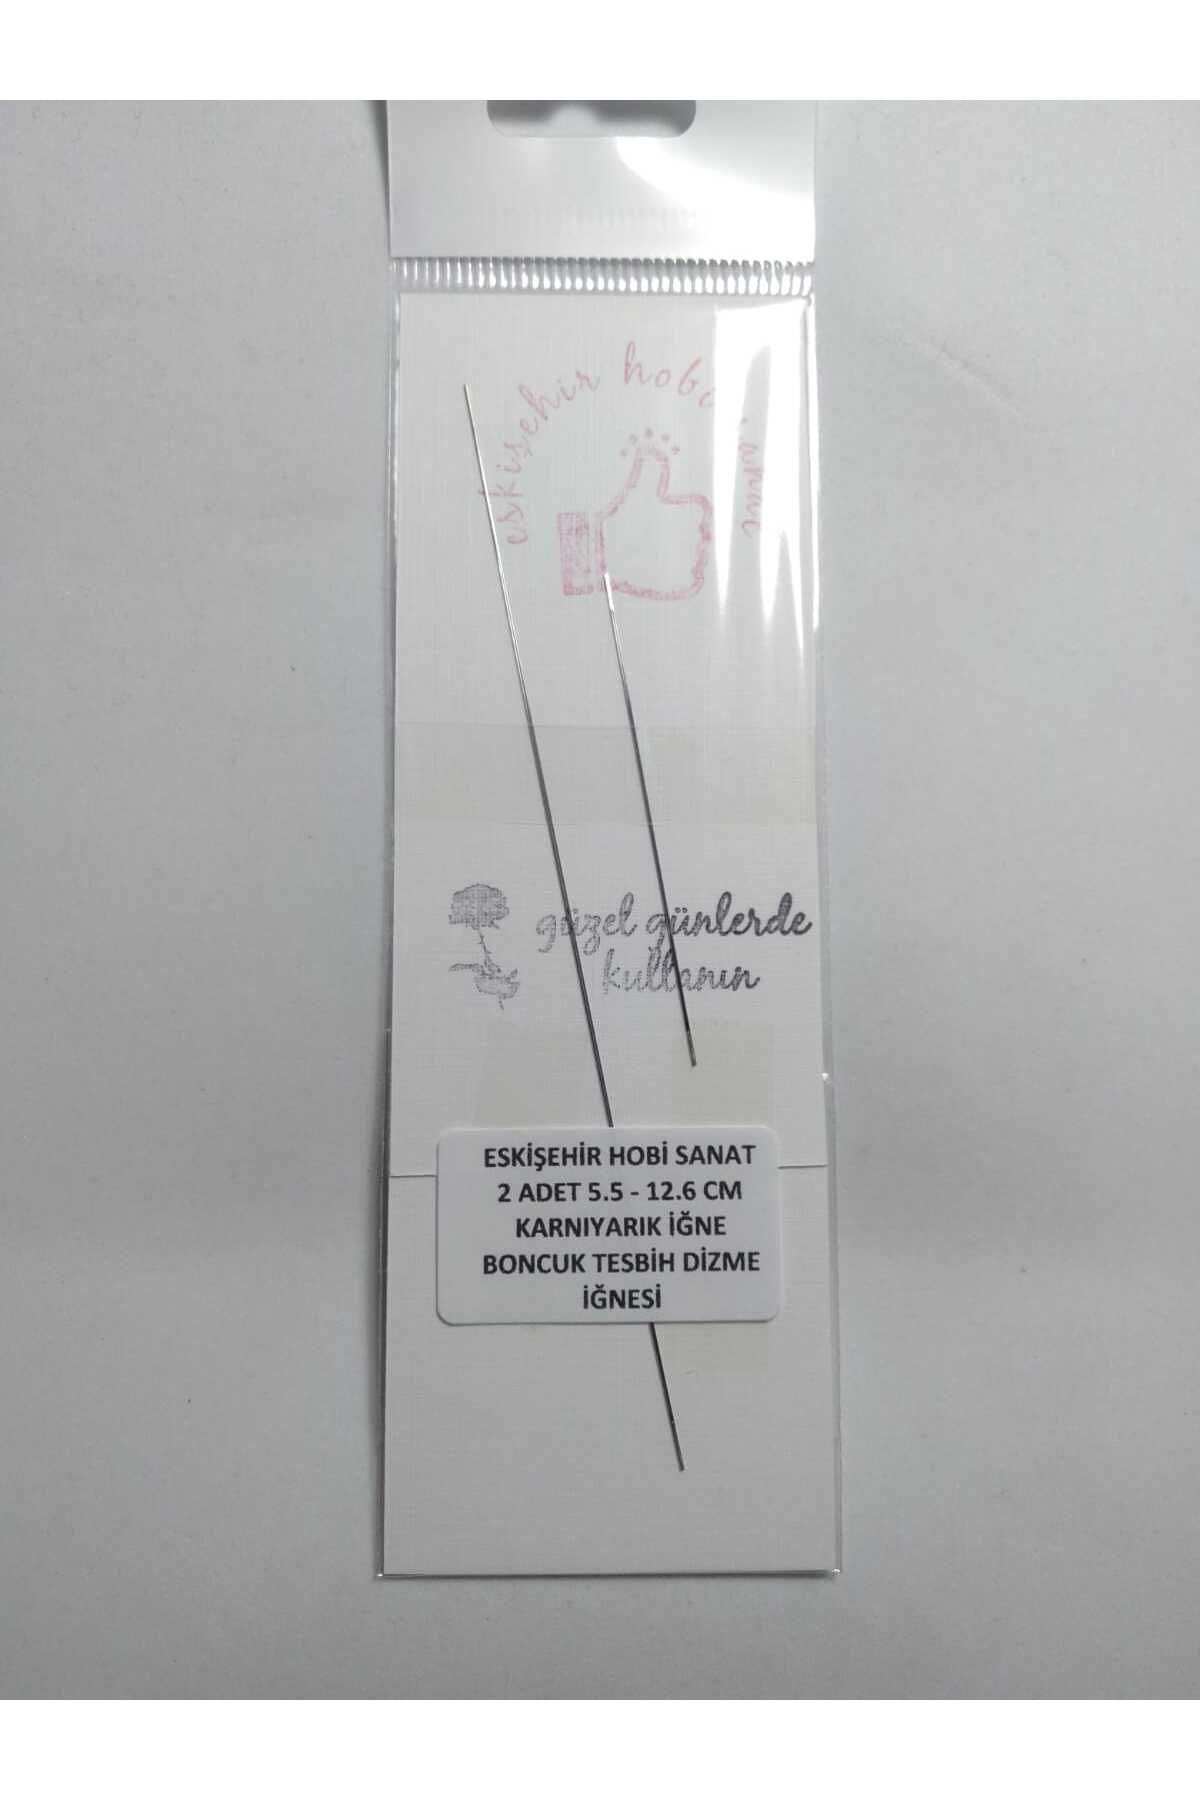 eskişehir hobi
güzel günlerde
kullanın
ESKİŞEHİR HOBİ SANAT
2 ADET 5.5 - 12.6 CM
KARNIYARIK İĞNE
BONCUK TESBİH DİZME
İĞNESİ